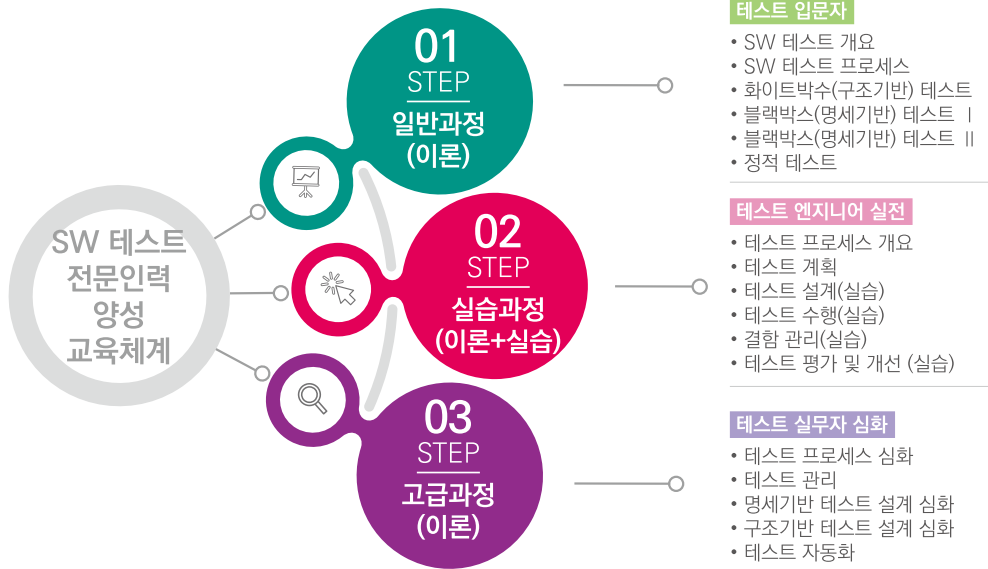 SW 테스트
전문인력
양성
교육체계
01
STEP
일반과정
(이론)
테스트 입문자
• SW 테스트 개요
• SW 테스트 프로세스
• 화이트박수(구조기반) 테스트
• 블랙박스(명세기반) 테스트 Ⅰ
• 블랙박스(명세기반) 테스트 Ⅱ
• 정적 테스트
02
STEP
실습과정
(이론+실습)
테스트 엔지니어 실전
• 테스트 프로세스 개요
• 테스트 계획
• 테스트 설계(실습)
• 테스트 수행(실습)
• 결함 관리(실습)
• 테스트 평가 및 개선 (실습)
03
STEP
고급과정
(이론)
테스트 실무자 심화
• 테스트 프로세스 심화
• 테스트 관리
• 명세기반 테스트 설계 심화
• 구조기반 테스트 설계 심화
• 테스트 자동화